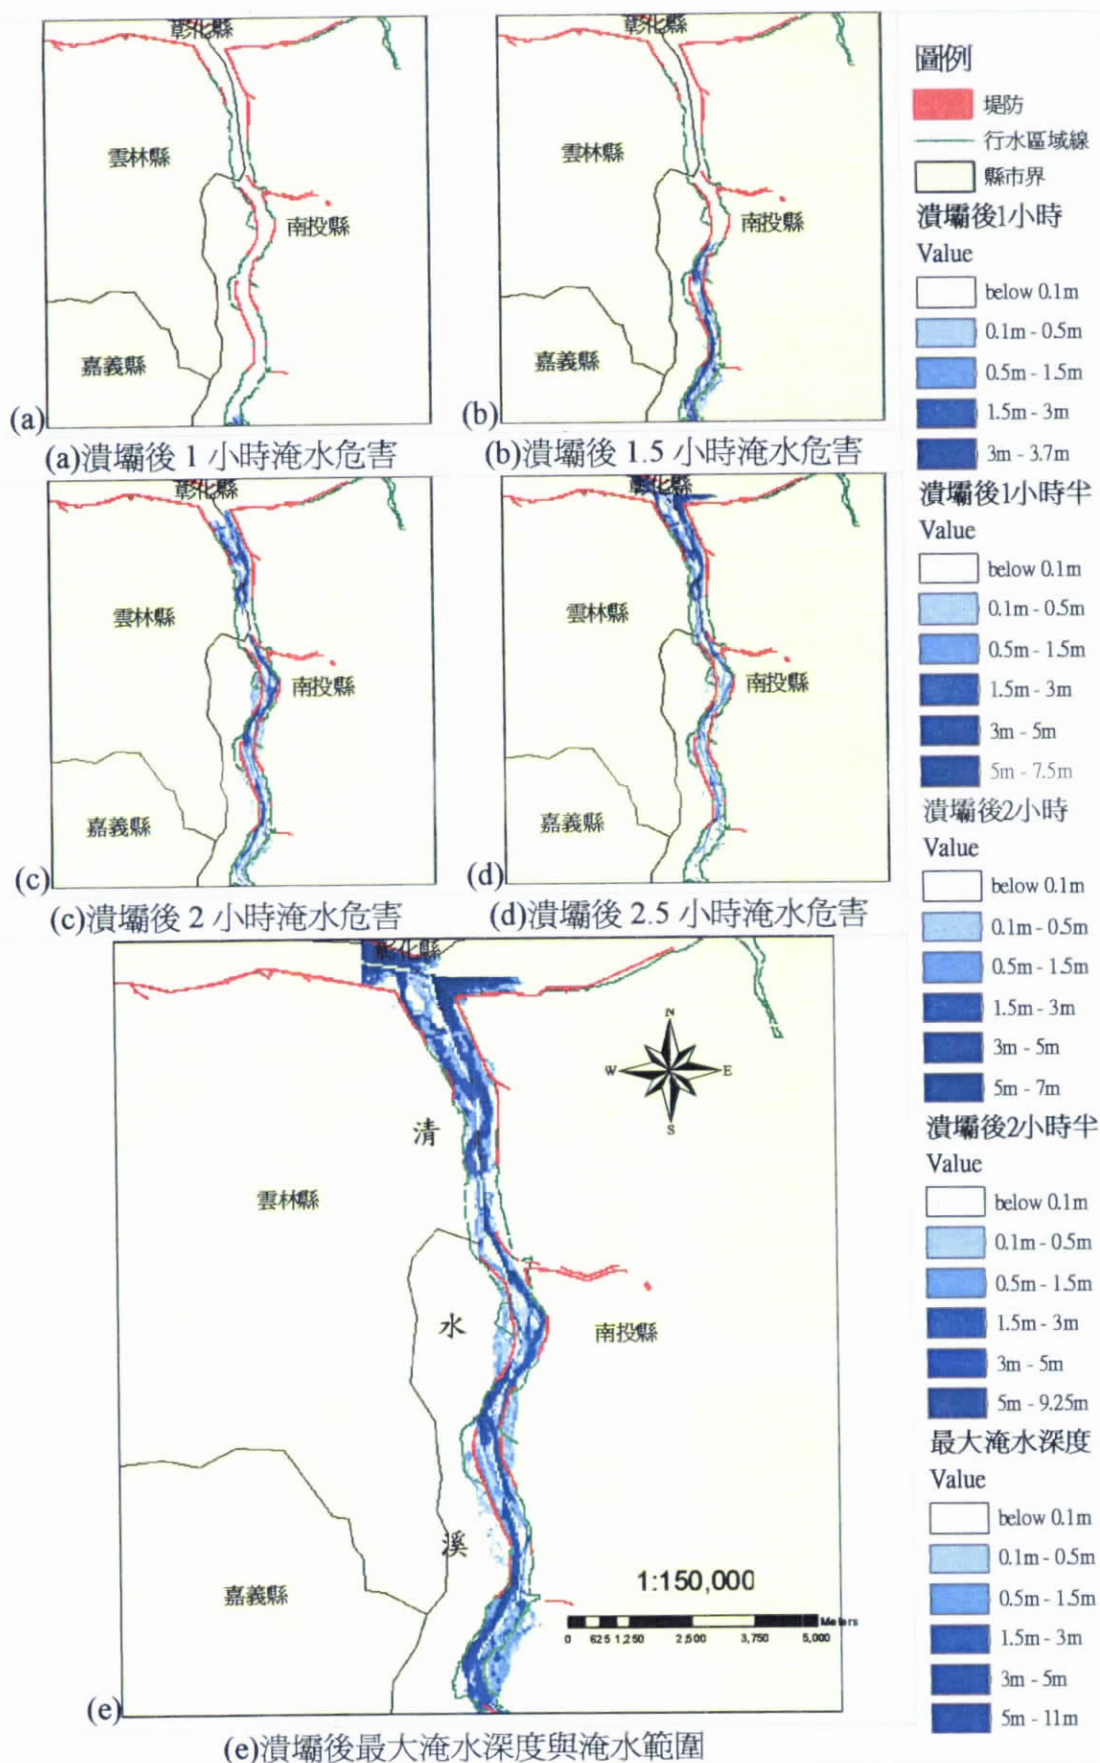 彰化縣
雲林縣
南投縣
嘉義縣
(a)
(a)潰壩後 1 小時淹水危害
彰化縣
雲林縣
南投縣
嘉義縣
(b)
(b)潰壩後 1.5 小時淹水危害
彰化縣
雲林縣
南投縣
嘉義縣
(c)
(c)潰壩後 2 小時淹水危害
彰化縣
雲林縣
南投縣
嘉義縣
(d)
(d)潰壩後 2.5 小時淹水危害
彰化縣
N
W
E
S
清
雲林縣
水
南投縣
溪
嘉義縣
1:150,000
Meters
0 625 1,250 2,500 3,750 5,000
(e)
(e)潰壩後最大淹水深度與淹水範圍
圖例
堤防
行水區域線
縣市界
潰壩後1小時
Value
below 0.1m
0.1m - 0.5m
0.5m - 1.5m
1.5m - 3m
3m - 3.7m
潰壩後1小時半
Value
below 0.1m
0.1m - 0.5m
0.5m - 1.5m
1.5m - 3m
3m - 5m
5m - 7.5m
潰壩後2小時
Value
below 0.1m
0.1m - 0.5m
0.5m - 1.5m
1.5m - 3m
3m - 5m
5m - 7m
潰壩後2小時半
Value
below 0.1m
0.1m - 0.5m
0.5m - 1.5m
1.5m - 3m
3m - 5m
5m - 9.25m
最大淹水深度
Value
below 0.1m
0.1m - 0.5m
0.5m - 1.5m
1.5m - 3m
3m - 5m
5m - 11m